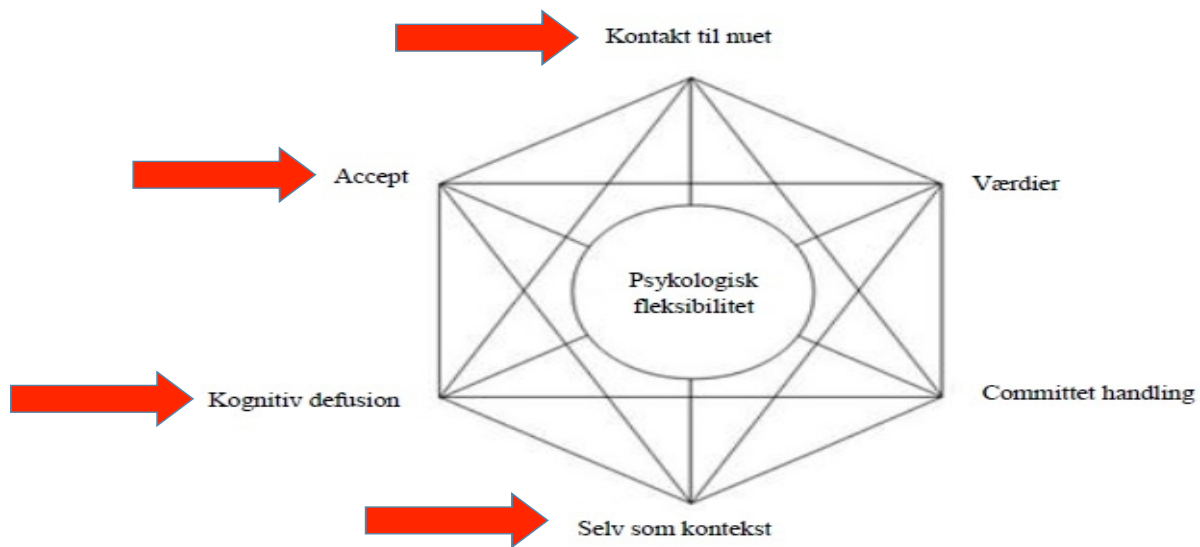 Kontakt til nuet
Accept
Værdier
Psykologisk
fleksibilitet
Kognitiv defusion
Committet handling
Selv som kontekst